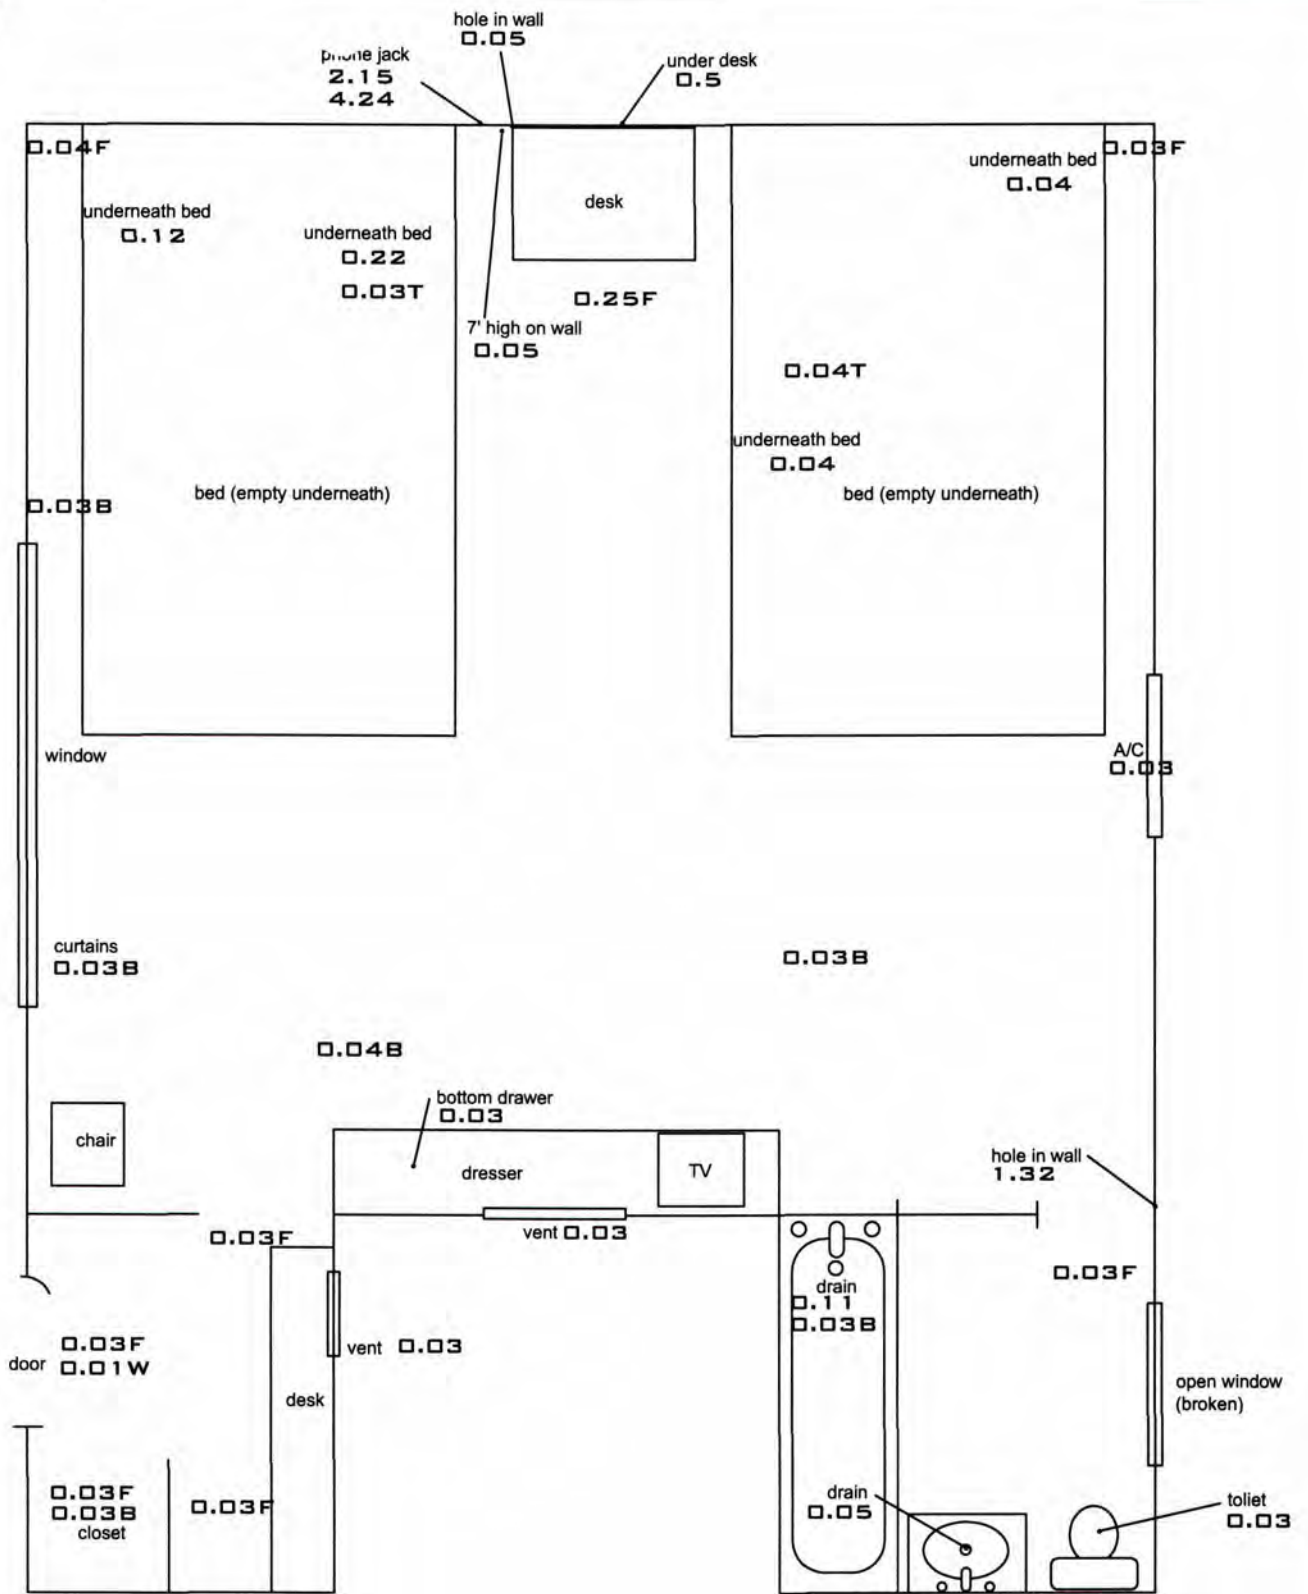 hole in wall
0.05
phone jack
2.15
4.24
under desk
0.5
0.04F
0.03F
underneath bed
0.04
desk
underneath bed
0.12
underneath bed
0.22
0.03T
0.25F
7' high on wall
0.05
0.04T
underneath bed
0.04
bed (empty underneath)
bed (empty underneath)
0.03B
window
A/C
0.03
curtains
0.03B
0.03B
0.04B
bottom drawer
0.03
chair
dresser
TV
hole in wall
1.32
vent 0.03
0.03F
0.03F
drain
0.11
0.03B
door
0.03F
0.01W
vent 0.03
desk
open window
(broken)
0.03F
0.03B
closet
0.03F
drain
0.05
toliet
0.03